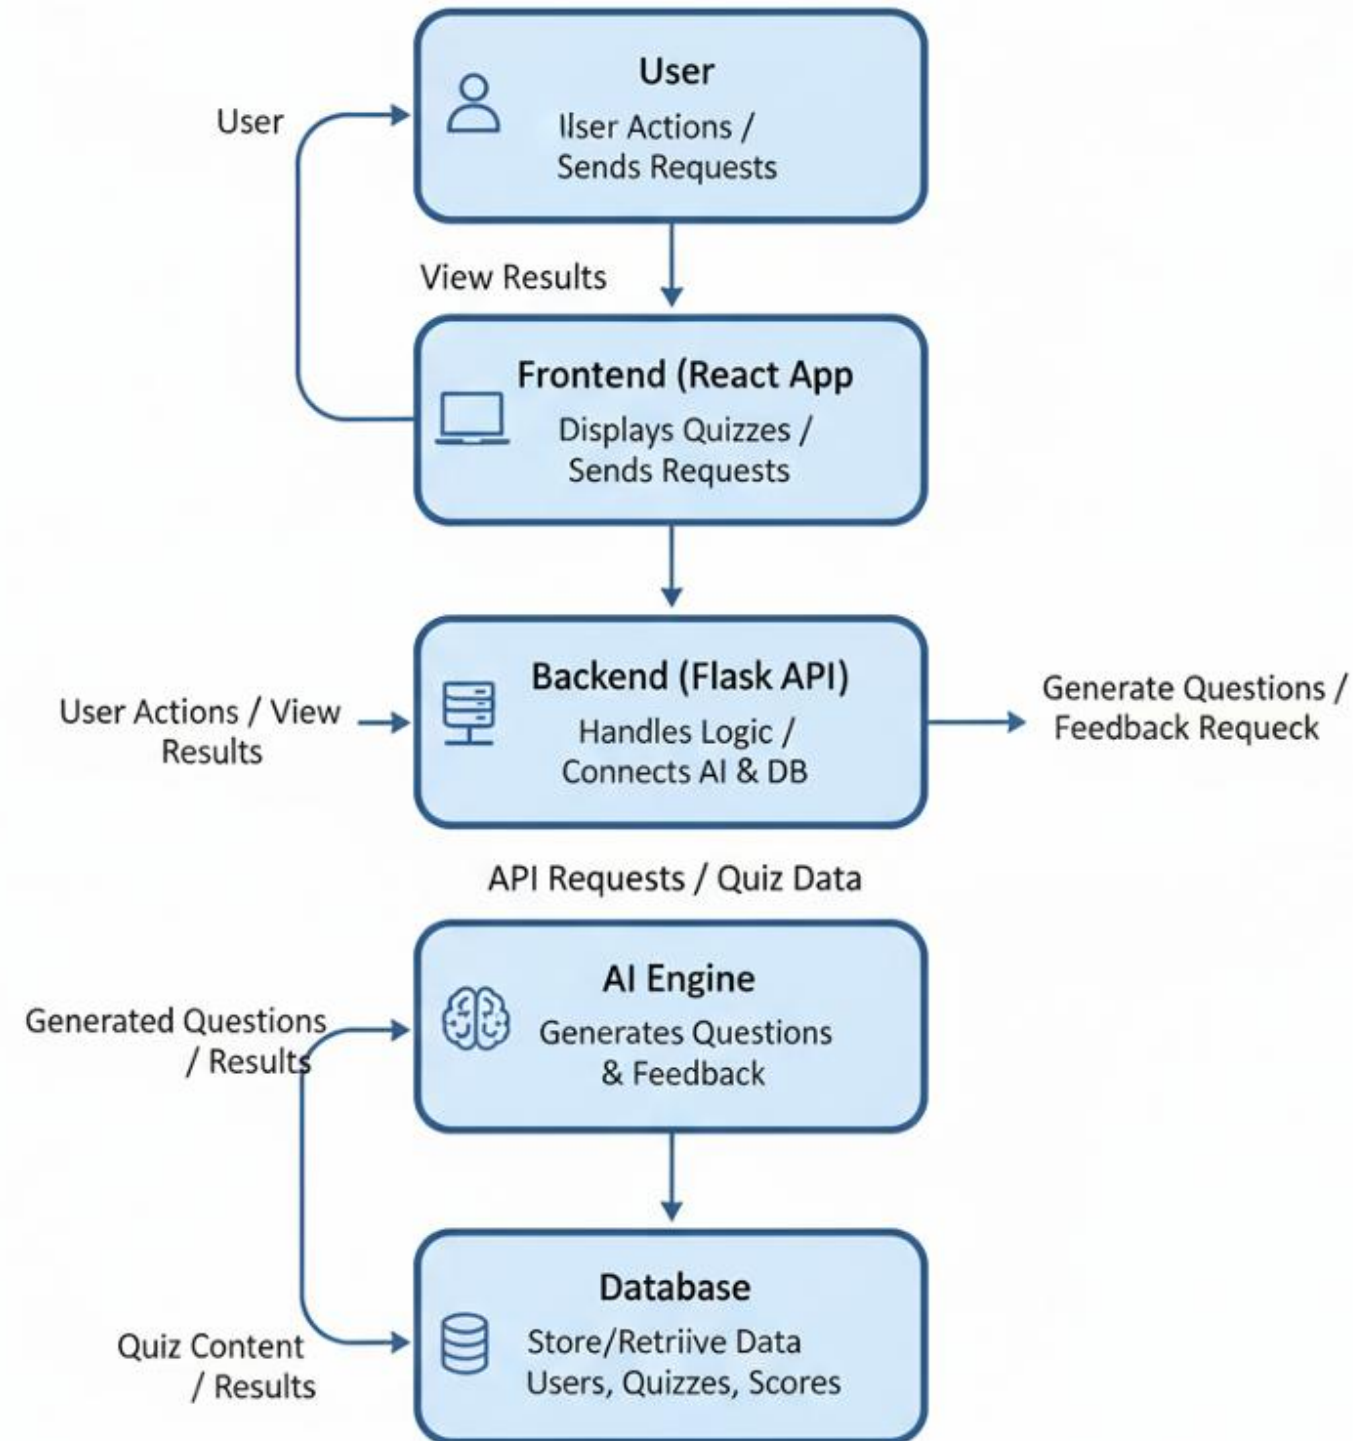 User
User
Ilser Actions /
Sends Requests
View Results
Frontend (React App
Displays Quizzes /
Sends Requests
Backend (Flask API)
Handles Logic /
Connects AI & DB
User Actions / View
Results
Generate Questions /
Feedback Requeck
API Requests / Quiz Data
AI Engine
Generates Questions
& Feedback
Generated Questions
/ Results
Database
Store/Retriive Data
Users, Quizzes, Scores
Quiz Content
/ Results